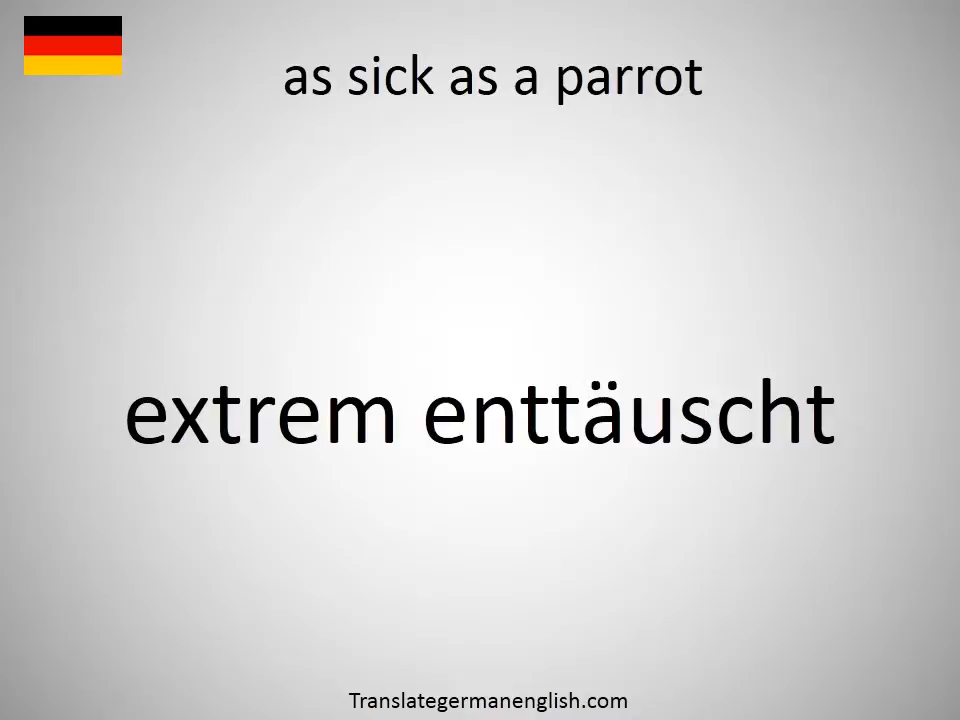 as sick as a parrot
extrem enttäuscht
Translategermanenglish.com